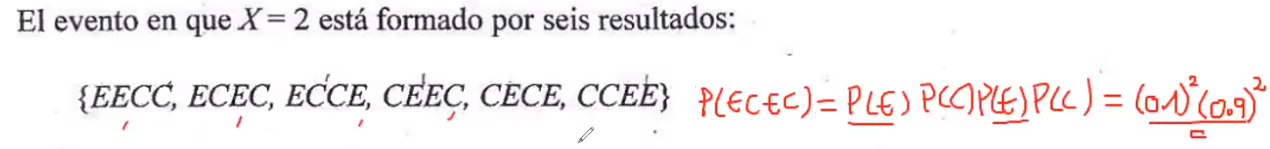 El evento en que X = 2 está formado por seis resultados:
{EECC, ECEC, ECCE, CEEC, CECE, CCEE} P(ECEC) = P(E) P(C) P(E) P(C) = (0.1)²(0.9)²